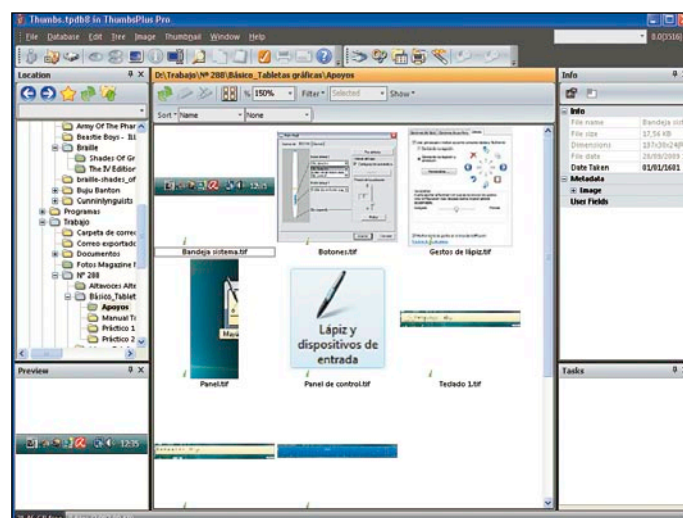 Thumbs.tpdb8 in ThumbsPlus Pro
File Database Edit Tree Image Thumbnail Window Help
8.0(3516)
Location
D:\Trabajo\Nº 288\Básico_Tabletas gráficas\Apoyos
Info
% 150% Filter Selected Show
Sort Name None
Army Of The Phar
Beastie Boys - Ill
Braille
Shades Of Gr
The IV Edition
braille-shades_of
Buju Banton
Cunninlynguists
Programas
Trabajo
Carpeta de correc
Correo exportado
Documentos
Fotos Magazine N
Nº 288
Altavoces Alte
Básico_Tablet
Apoyos
Manual To
Práctico 1
Práctico 2
Info
File name Bandeja sist
File size 17,56 KB
Dimensions
File date
Date Taken 01/01/1601
Metadata
Image
User Fields
12:35
Bandeja sistema.tif
Botones.tif
Gestos de lápiz.tif
Lápiz y
dispositivos de
entrada
Panel.tif
Panel de control.tif
Teclado 1.tif
Preview
12:35
Tasks